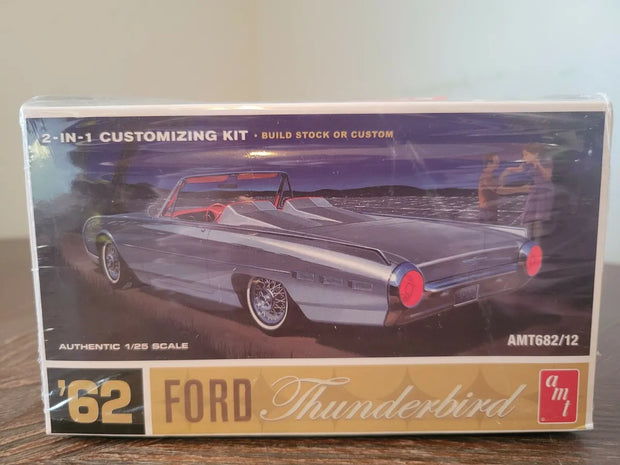 2-IN-1 CUSTOMIZING KIT · BUILD STOCK OR CUSTOM
AUTHENTIC 1/25 SCALE
AMT682/12
'62 FORD Thunderbird
amt